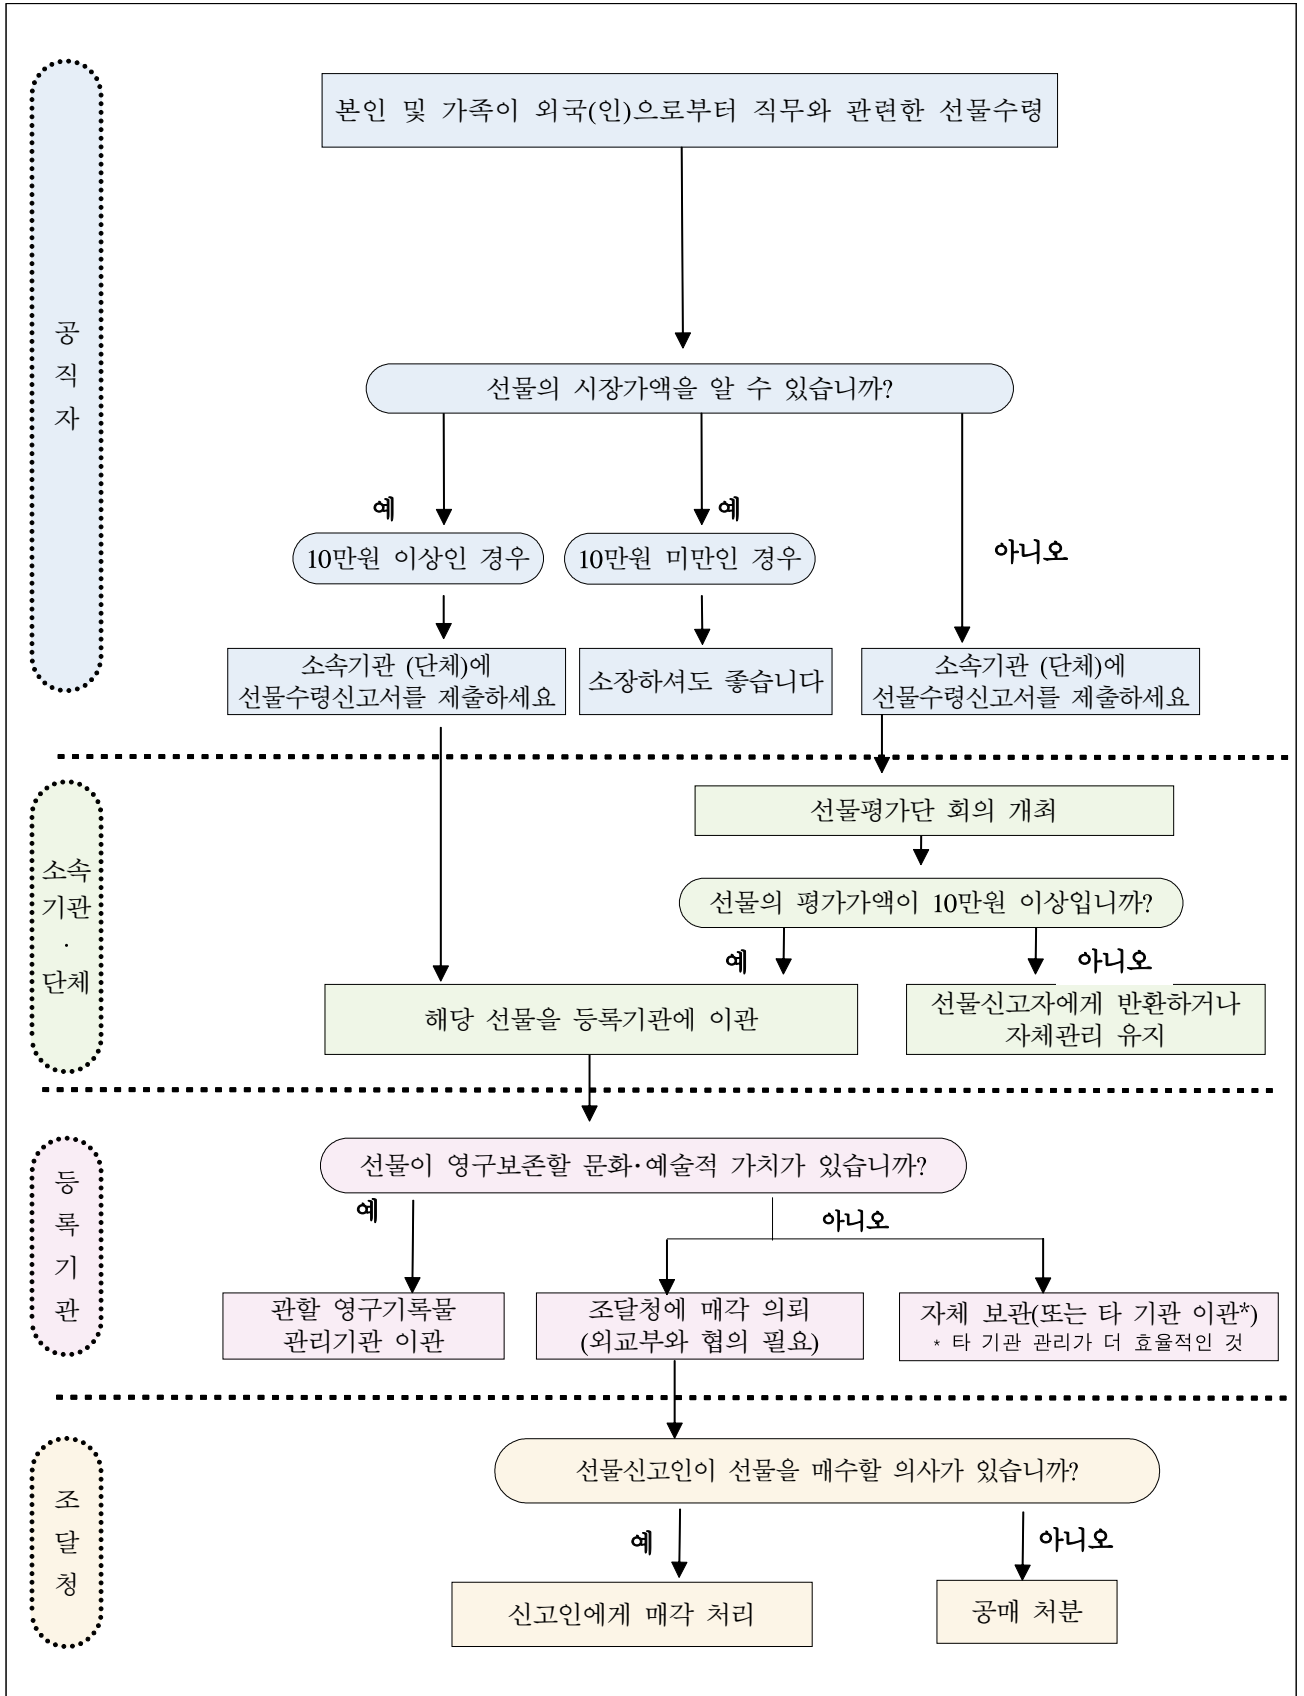 공
직
자
본인 및 가족이 외국(인)으로부터 직무와 관련한 선물수령
선물의 시장가액을 알 수 있습니까?
예
예
아니오
10만원 이상인 경우
10만원 미만인 경우
소속기관 (단체)에
선물수령신고서를 제출하세요
소장하셔도 좋습니다
소속기관 (단체)에
선물수령신고서를 제출하세요
소속
기관
·
단체
선물평가단 회의 개최
선물의 평가가액이 10만원 이상입니까?
예
아니오
해당 선물을 등록기관에 이관
선물신고자에게 반환하거나
자체관리 유지
등
록
기
관
선물이 영구보존할 문화·예술적 가치가 있습니까?
예
아니오
관할 영구기록물
관리기관 이관
조달청에 매각 의뢰
(외교부와 협의 필요)
자체 보관(또는 타 기관 이관*)
* 타 기관 관리가 더 효율적인 것
조
달
청
선물신고인이 선물을 매수할 의사가 있습니까?
예
아니오
신고인에게 매각 처리
공매 처분